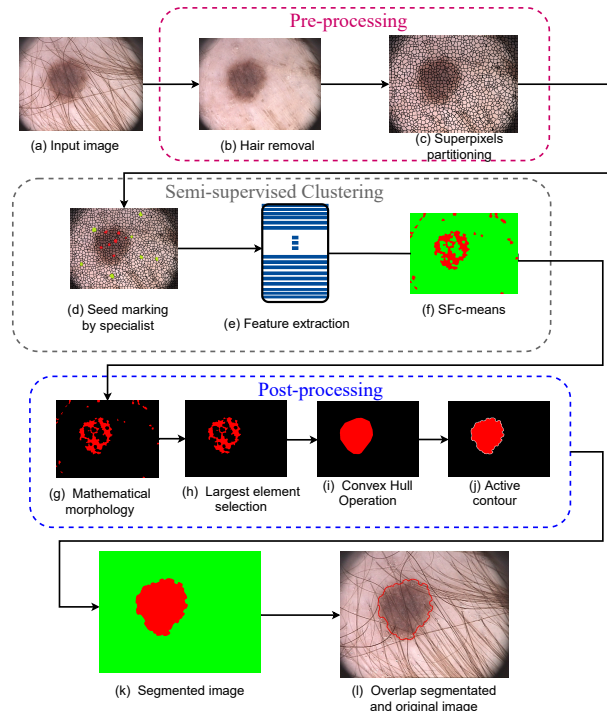 Pre-processing
(a) Input image
(b) Hair removal
(c) Superpixels
partitioning
Semi-supervised Clustering
(d) Seed marking
by specialist
(e) Feature extraction
(f) SFc-means
Post-processing
(g) Mathematical
morphology
(h) Largest element
selection
(i) Convex Hull
Operation
(j) Active
contour
(k) Segmented image
(l) Overlap segmentated
and original image